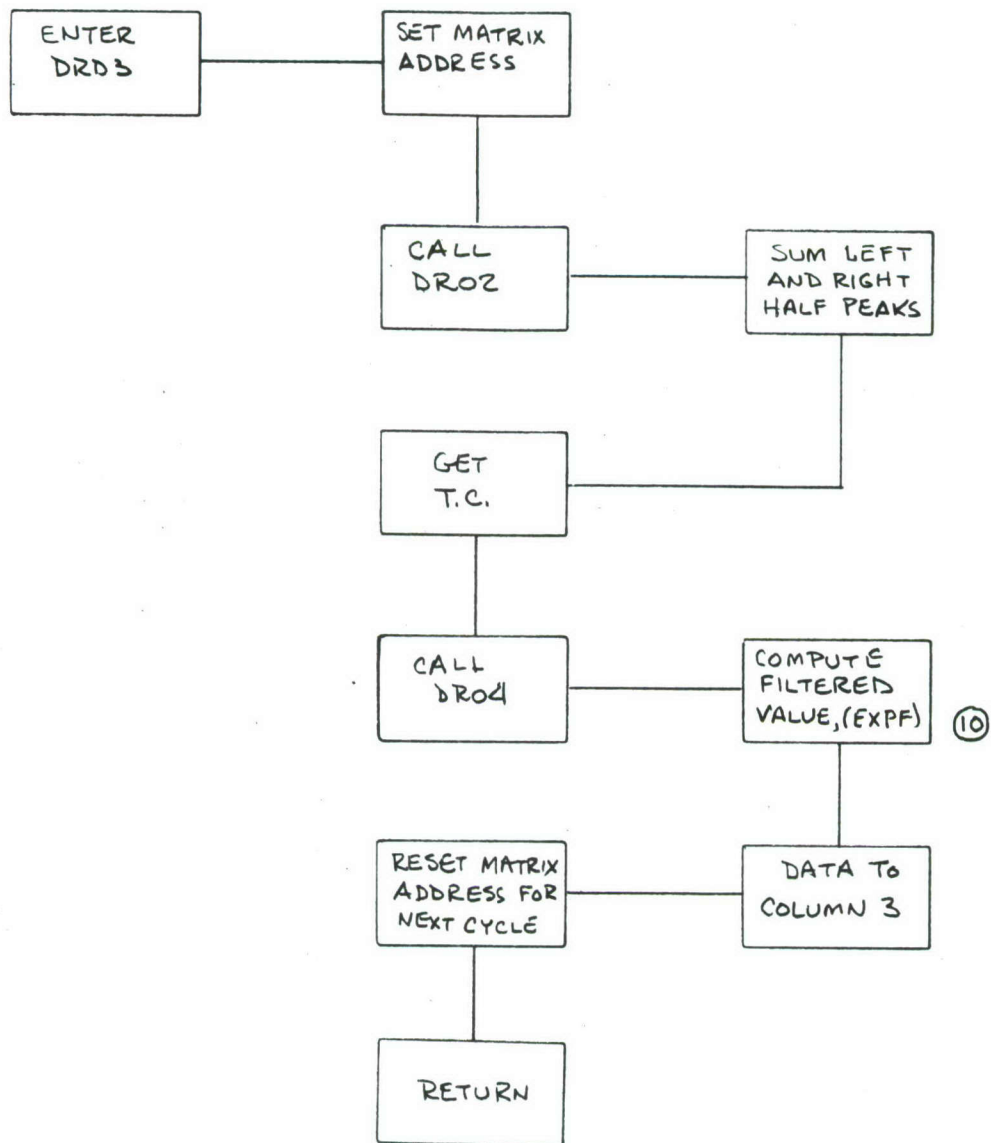 ENTER
DRD3
SET MATRIX
ADDRESS
CALL
DR02
SUM LEFT
AND RIGHT
HALF PEAKS
GET
T.C.
CALL
DR04
COMPUTE
FILTERED
VALUE,(EXPF)
10
DATA TO
COLUMN 3
RESET MATRIX
ADDRESS FOR
NEXT CYCLE
RETURN